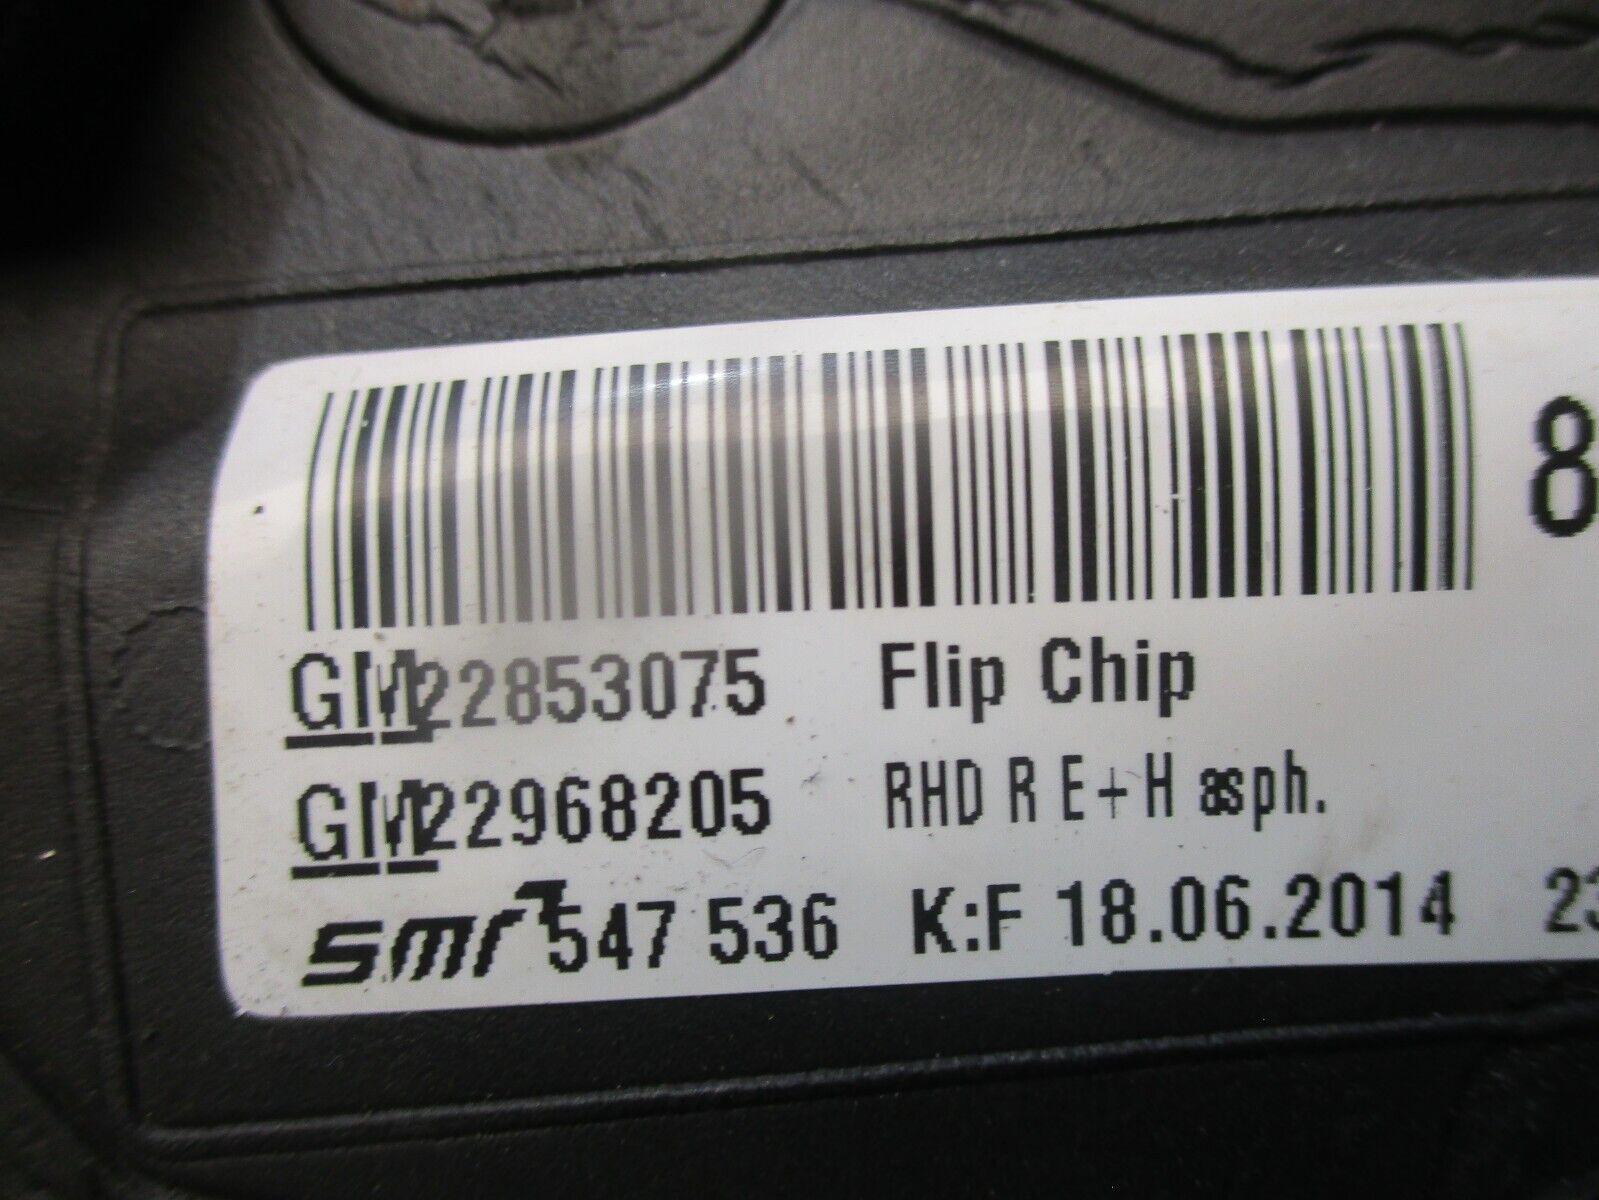 8
GM22853075 Flip Chip
GM22968205 RHD R E+H asph.
smr 547 536 K:F 18.06.2014 23